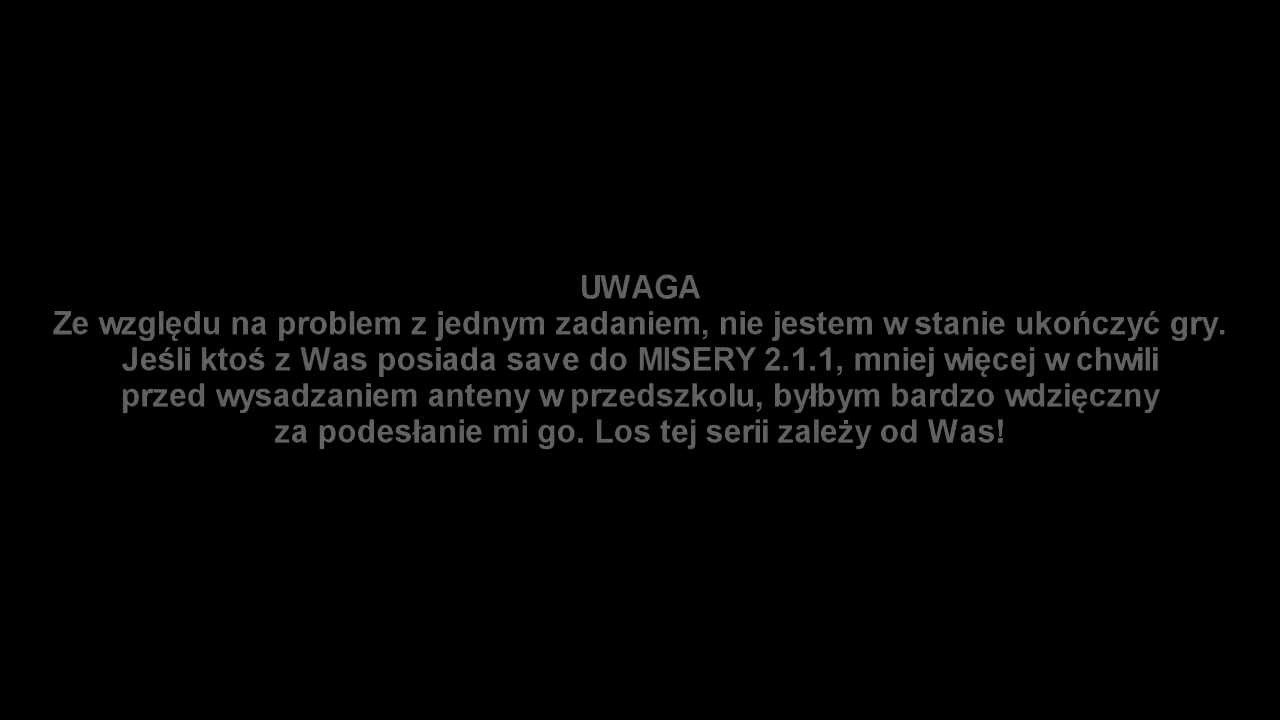 UWAGA
Ze względu na problem z jednym zadaniem, nie jestem w stanie ukończyć gry.
Jeśli ktoś z Was posiada save do MISERY 2.1.1, mniej więcej w chwili
przed wysadzaniem anteny w przedszkolu, byłbym bardzo wdzięczny
za podesłanie mi go. Los tej serii zależy od Was!